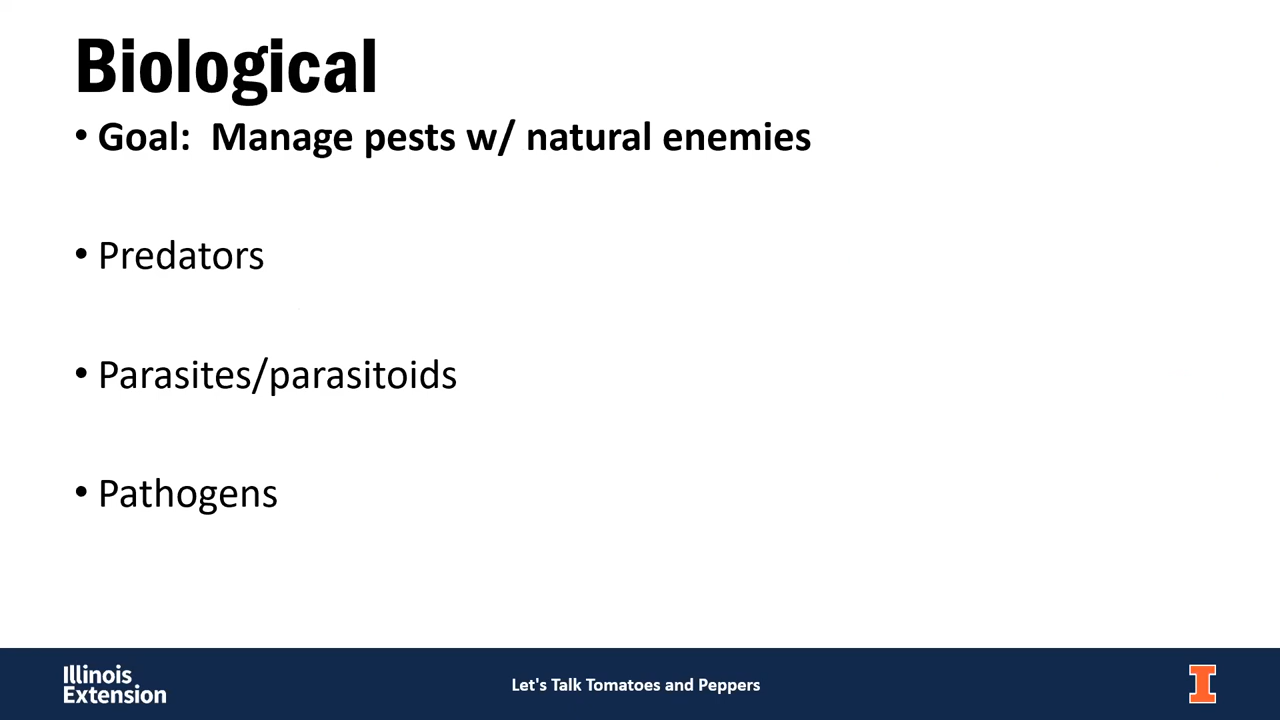 Biological
• Goal:  Manage pests w/ natural enemies
• Predators
• Parasites/parasitoids
• Pathogens
Illinois
Extension
Let's Talk Tomatoes and Peppers
I